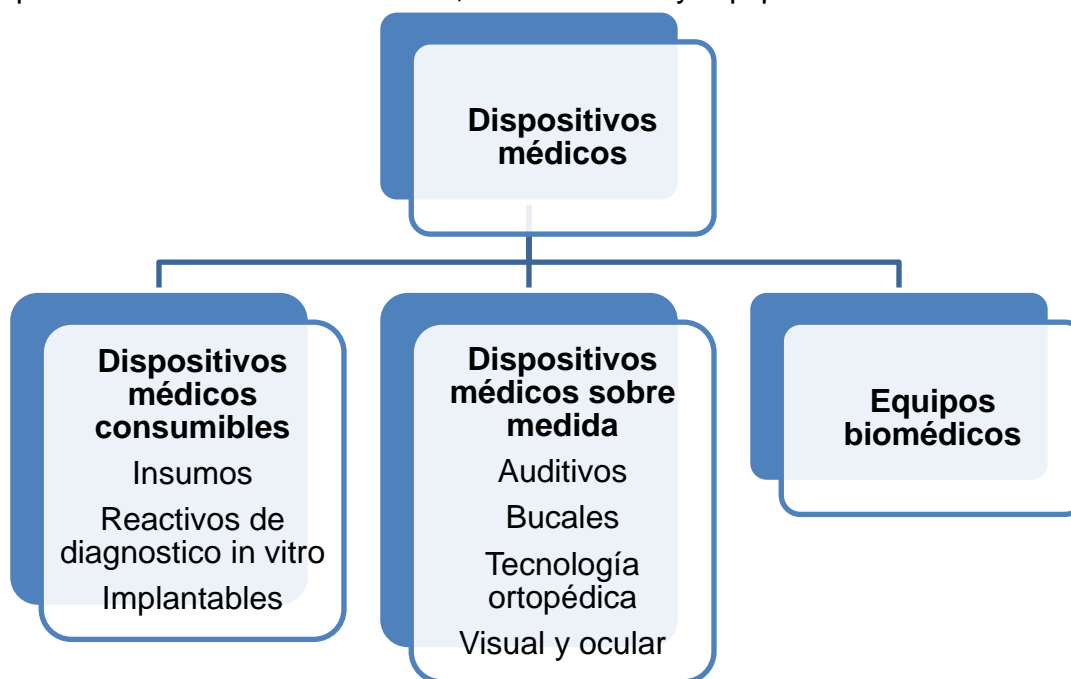 Dispositivos
médicos
Dispositivos
médicos
consumibles
Insumos
Reactivos de
diagnostico in vitro
Implantables
Dispositivos
médicos sobre
medida
Auditivos
Bucales
Tecnología
ortopédica
Visual y ocular
Equipos
biomédicos